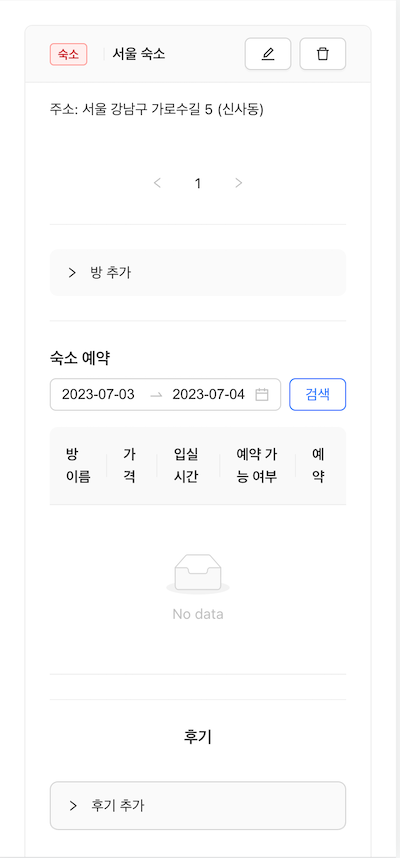 숙소 서울 숙소
주소: 서울 강남구 가로수길 5 (신사동)
1
방 추가
숙소 예약
2023-07-03 2023-07-04 검색
방 가 입실 예약 가 예
이름 격 시간 능 여부 약
No data
후기
후기 추가